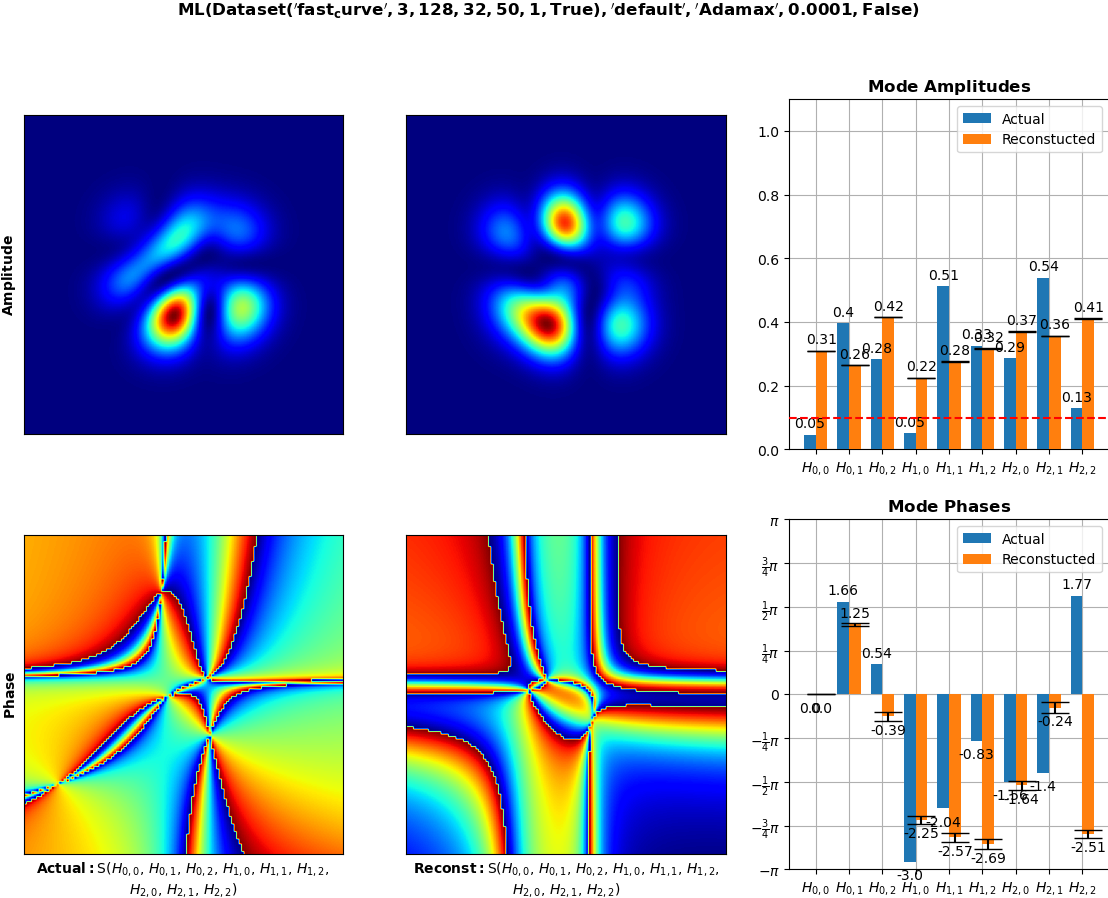 ML(Dataset('fast_curve', 3, 128, 32, 50, 1, True), 'default', 'Adamax', 0.0001, False)
Amplitude
Mode Amplitudes
Actual
Reconstucted
1.0
0.8
0.6
0.4
0.2
0.0
0.05
0.31
0.4
0.26
0.28
0.42
0.05
0.22
0.51
0.28
0.33
0.32
0.29
0.37
0.54
0.36
0.13
0.41
H0,0 H0,1 H0,2 H1,0 H1,1 H1,2 H2,0 H2,1 H2,2
Phase
Actual: S(H0,0, H0,1, H0,2, H1,0, H1,1, H1,2,
H2,0, H2,1, H2,2)
Reconst: S(H0,0, H0,1, H0,2, H1,0, H1,1, H1,2,
H2,0, H2,1, H2,2)
Mode Phases
Actual
Reconstucted
π
3/4π
1/2π
1/4π
0
−1/4π
−1/2π
−3/4π
−π
0.0
0.0
1.66
1.25
0.54
-0.39
-3.0
-2.25
-2.04
-2.57
-0.83
-2.69
-1.56
-1.64
-1.4
-0.24
1.77
-2.51
H0,0 H0,1 H0,2 H1,0 H1,1 H1,2 H2,0 H2,1 H2,2